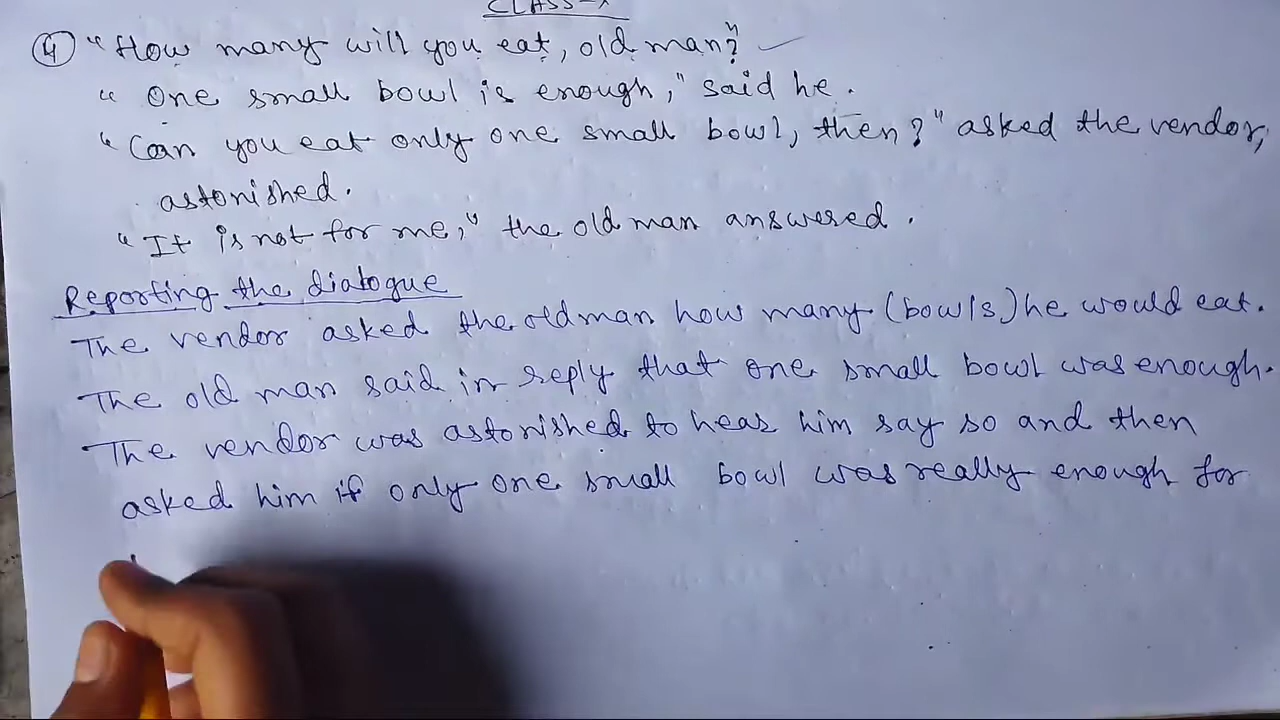 CLASS-X
④ "How many will you eat, old man?"
" One small bowl is enough," said he.
"Can you eat only one small bowl, then?" asked the vendor,
astonished.
"It is not for me," the old man answered.
Reporting the dialogue
The vendor asked the old man how many (bowls) he would eat.
The old man said in reply that one small bowl was enough.
The vendor was astonished to hear him say so and then
asked him if only one small bowl was really enough for